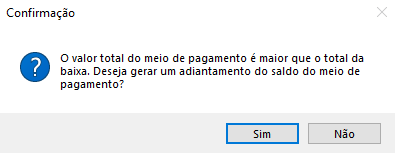 Confirmação
O valor total do meio de pagamento é maior que o total da
baixa. Deseja gerar um adiantamento do saldo do meio de
pagamento?
Sim
Não